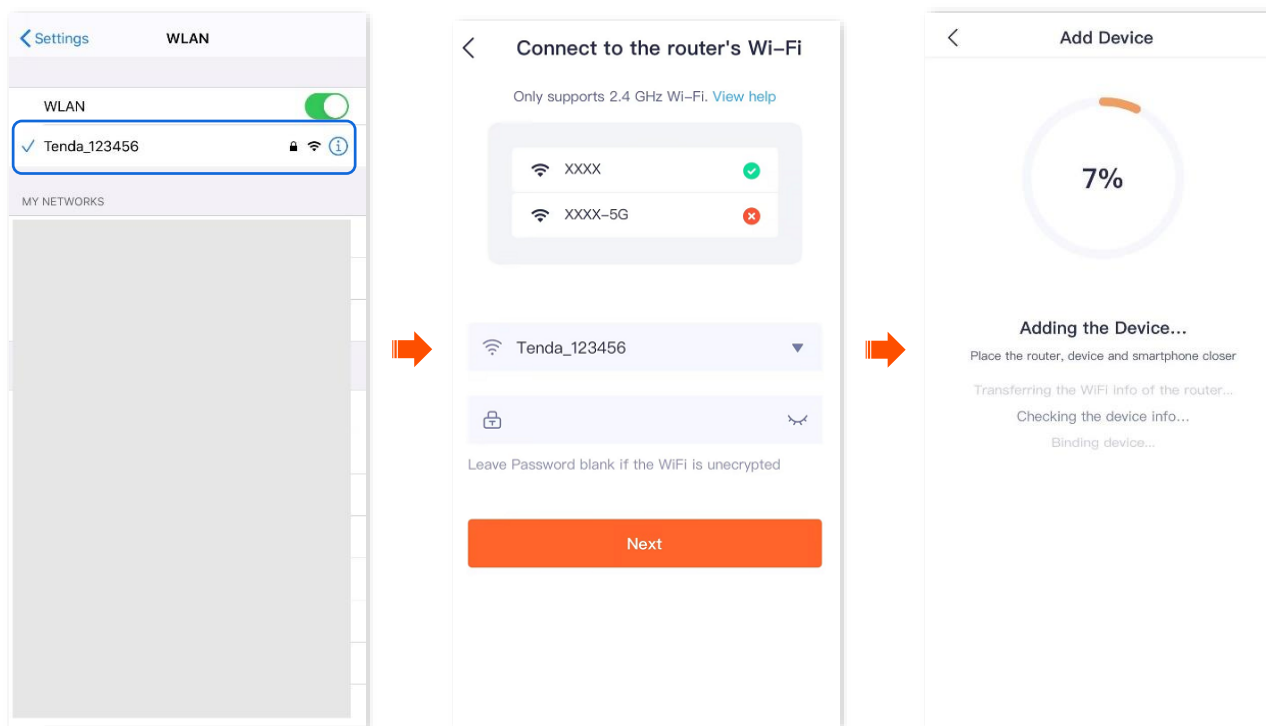 Settings
WLAN
WLAN
Tenda_123456
MY NETWORKS
Connect to the router's Wi-Fi
Only supports 2.4 GHz Wi-Fi. View help
XXXX
XXXX-5G
Tenda_123456
Leave Password blank if the WiFi is unecrypted
Next
Add Device
7%
Adding the Device...
Place the router, device and smartphone closer
Transferring the WiFi info of the router...
Checking the device info...
Binding device...